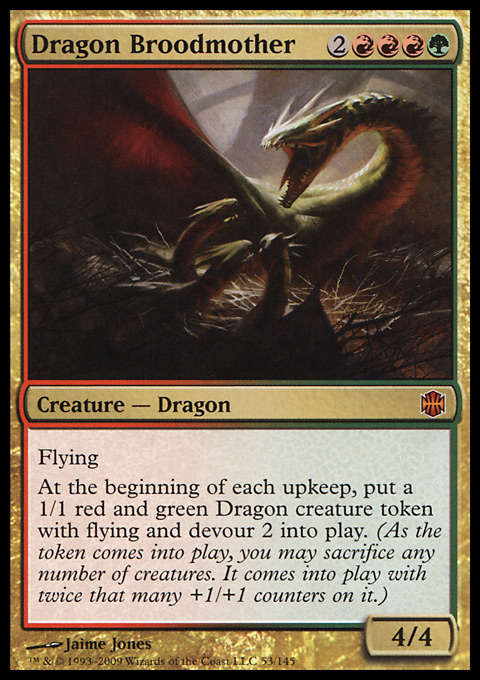 Dragon Broodmother 2
Creature — Dragon
Flying
At the beginning of each upkeep, put a
1/1 red and green Dragon creature token
with flying and devour 2 into play. (As the
token comes into play, you may sacrifice any
number of creatures. It comes into play with
twice that many +1/+1 counters on it.)
Jaime Jones
4/4
™ & © 1993–2009 Wizards of the Coast LLC 53/145